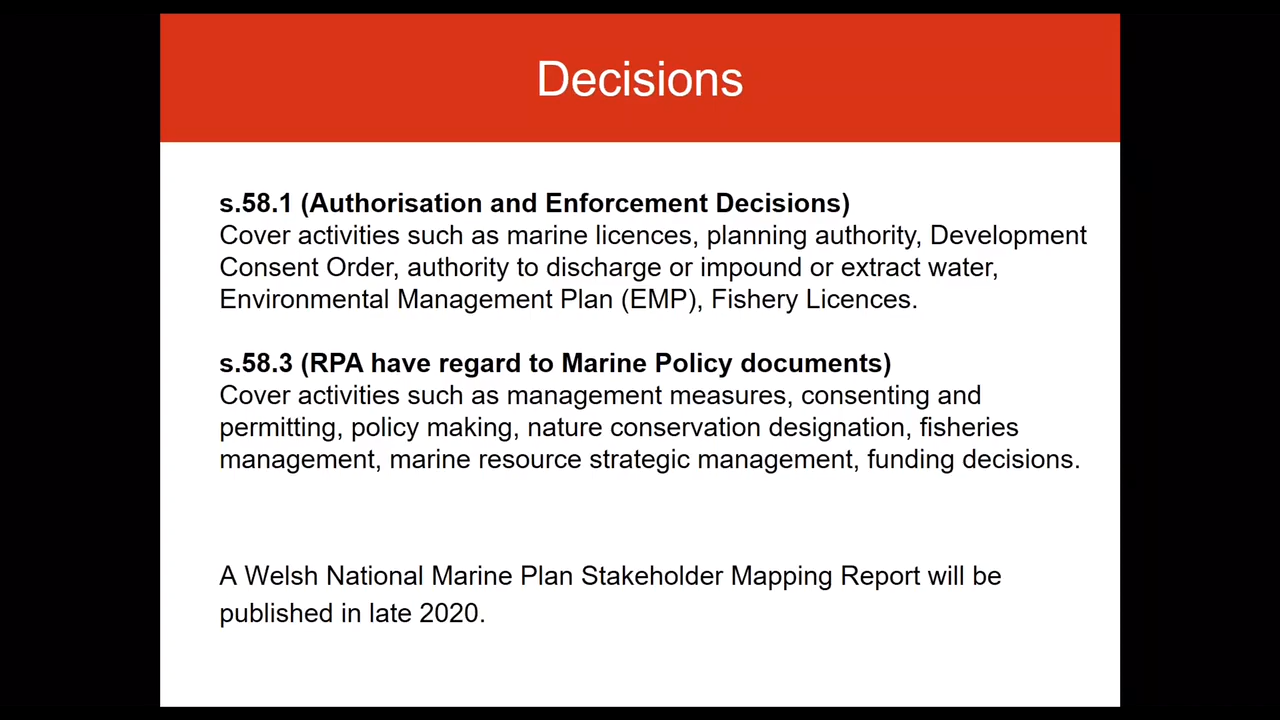 Decisions
s.58.1 (Authorisation and Enforcement Decisions)
Cover activities such as marine licences, planning authority, Development
Consent Order, authority to discharge or impound or extract water,
Environmental Management Plan (EMP), Fishery Licences.
s.58.3 (RPA have regard to Marine Policy documents)
Cover activities such as management measures, consenting and
permitting, policy making, nature conservation designation, fisheries
management, marine resource strategic management, funding decisions.
A Welsh National Marine Plan Stakeholder Mapping Report will be
published in late 2020.